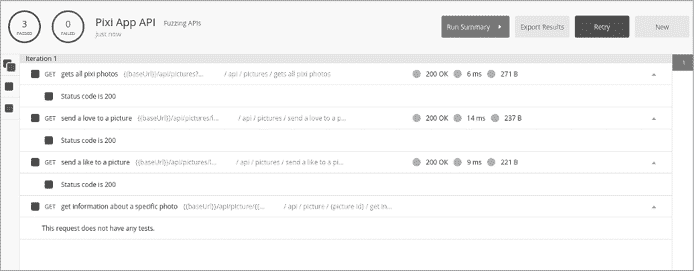 3 PASSED
0 FAILED
Pixi App API Fuzzing APIs
just now
Run Summary
Export Results
Retry
New
Iteration 1
1
GET gets all pixi photos {{baseUrl}}/api/pictures?... / api / pictures / gets all pixi photos 200 OK 6 ms 271 B
Status code is 200
GET send a love to a picture {{baseUrl}}/api/pictures/l... / api / pictures / send a love to a p... 200 OK 14 ms 237 B
Status code is 200
GET send a like to a picture {{baseUrl}}/api/pictures/l... / api / pictures / send a like to a pi... 200 OK 9 ms 221 B
Status code is 200
GET get information about a specific photo {{baseUrl}}/api/picture/{{... / api / picture / {picture id} / get in...
This request does not have any tests.